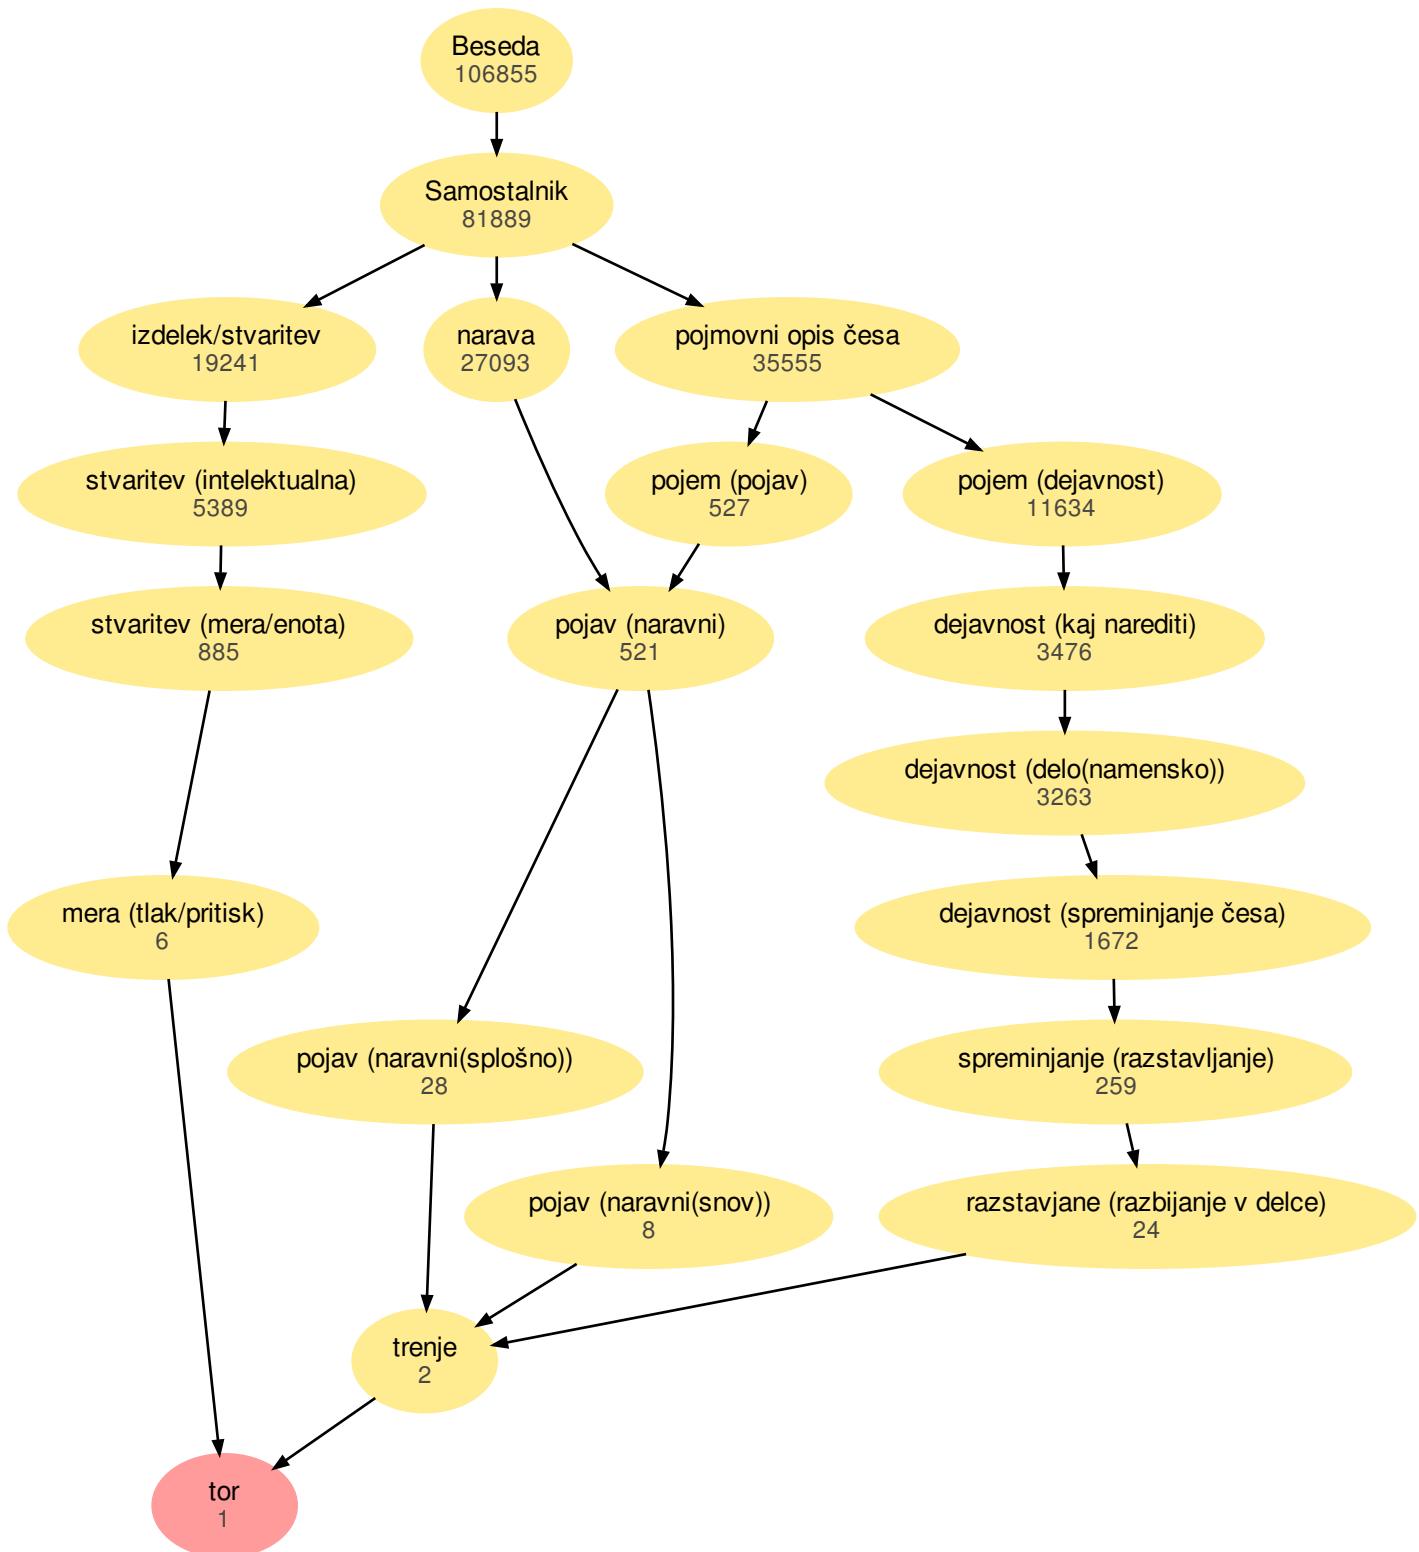 Beseda
106855
Samostalnik
81889
izdelek/stvaritev
19241
narava
27093
pojmovni opis česa
35555
stvaritev (intelektualna)
5389
pojem (pojav)
527
pojem (dejavnost)
11634
stvaritev (mera/enota)
885
pojav (naravni)
521
dejavnost (kaj narediti)
3476
dejavnost (delo(namensko))
3263
mera (tlak/pritisk)
6
dejavnost (spreminjanje česa)
1672
pojav (naravni(splošno))
28
spreminjanje (razstavljanje)
259
pojav (naravni(snov))
8
razstavjane (razbijanje v delce)
24
trenje
2
tor
1